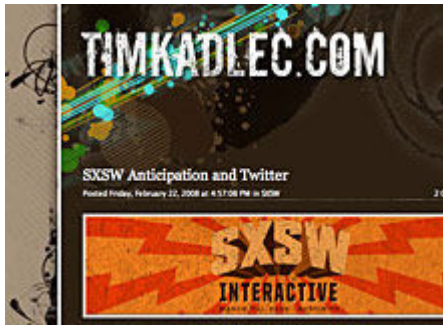 TIMKADLEC.COM
SXSW Anticipation and Twitter
Posted Friday, February 22, 2008 at 4:57:08 PM in SXSW
SXSW
INTERACTIVE